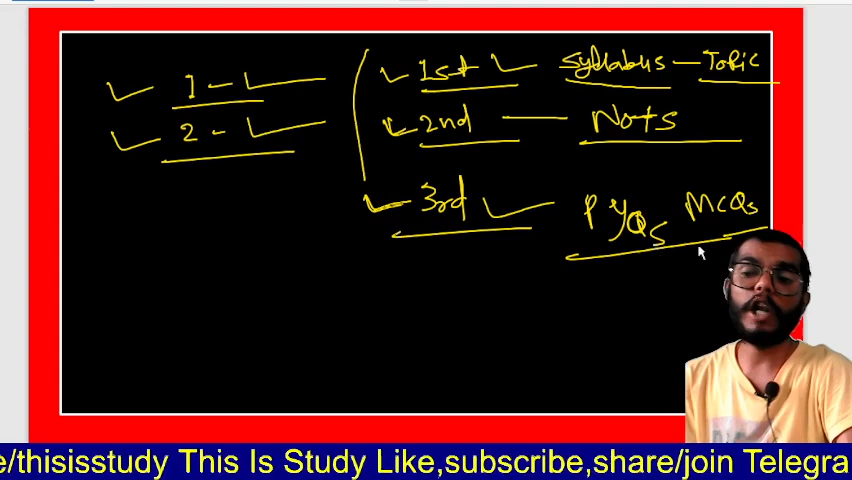 1 -
2 -
1st Syllabus - Topic
2nd - Nots
3rd PYQs MCQs
e/thisisstudy This Is Study Like,subscribe,share/join Telegra